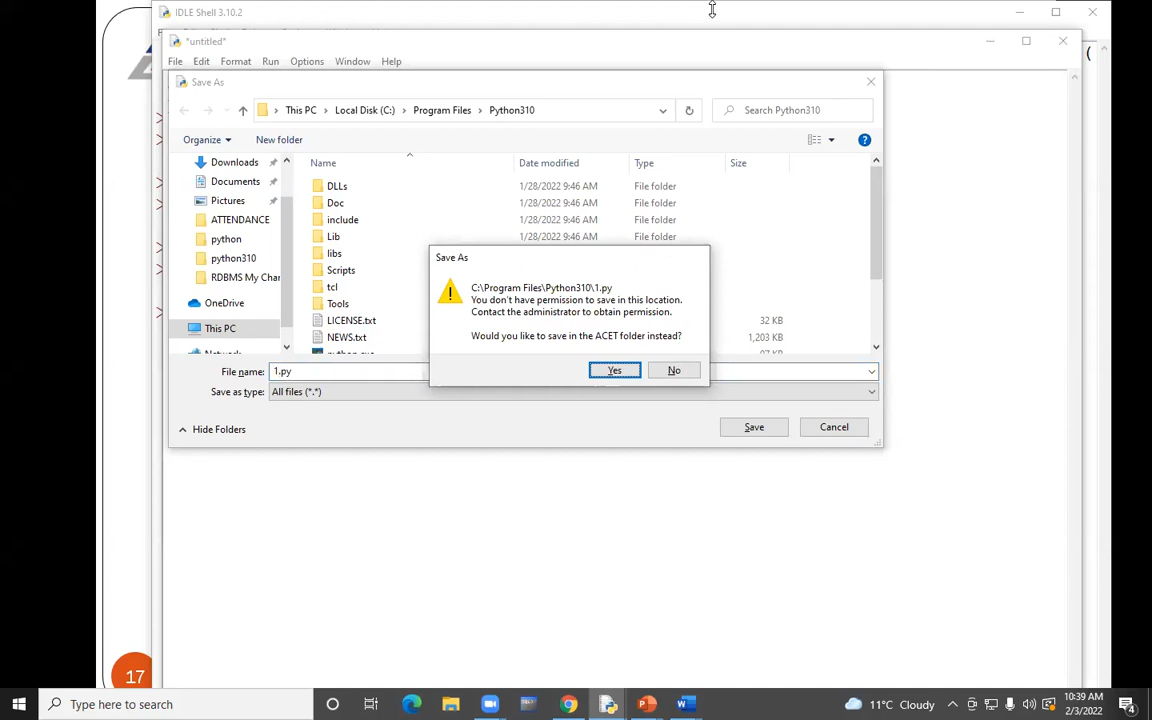 IDLE Shell 3.10.2
*untitled*
File Edit Format Run Options Window Help
Save As
This PC > Local Disk (C:) > Program Files > Python310
Search Python310
Organize New folder
Name Date modified Type Size
Downloads
Documents
Pictures
ATTENDANCE
python
python310
RDBMS My Char
OneDrive
This PC
DLLs 1/28/2022 9:46 AM File folder
Doc 1/28/2022 9:46 AM File folder
include 1/28/2022 9:46 AM File folder
Lib 1/28/2022 9:46 AM File folder
libs
Scripts
tcl
Tools
LICENSE.txt 32 KB
NEWS.txt 1,203 KB
Save As
C:\Program Files\Python310\1.py
You don't have permission to save in this location.
Contact the administrator to obtain permission.
Would you like to save in the ACET folder instead?
Yes No
File name: 1.py
Save as type: All files (*.*)
Hide Folders
Save Cancel
17
Type here to search
11°C Cloudy
10:39 AM
2/3/2022
4